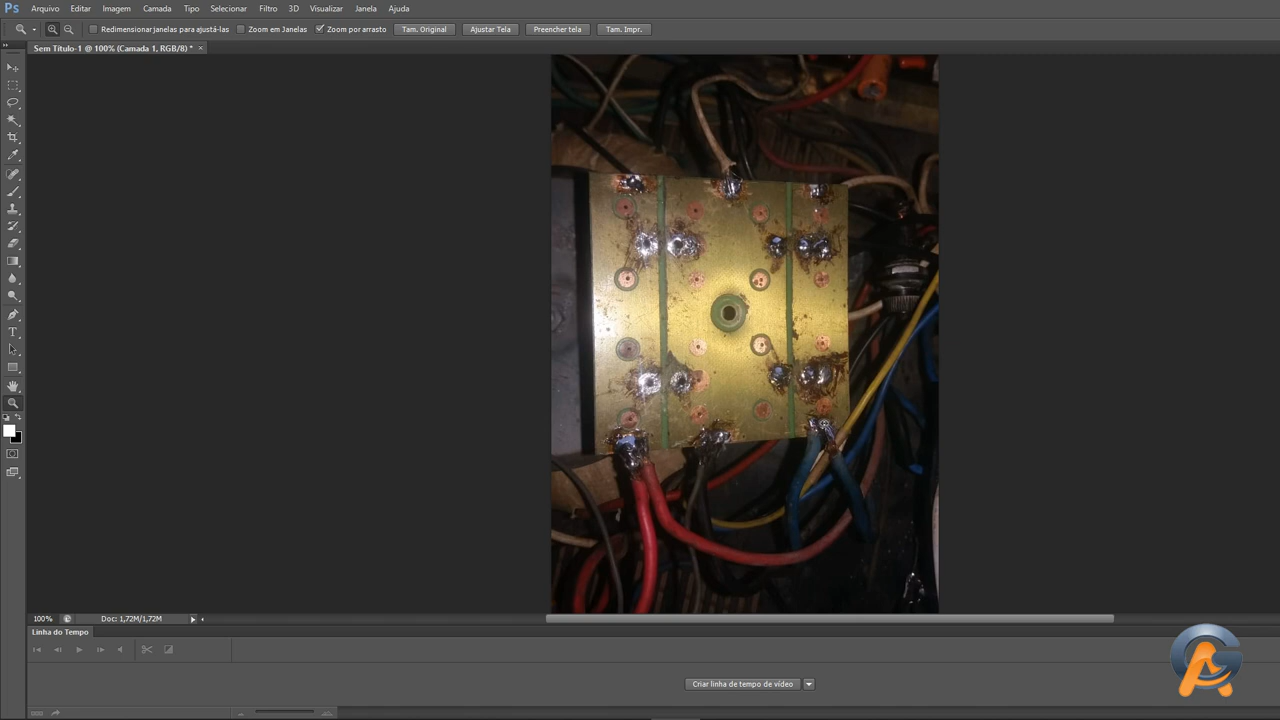 Ps Arquivo Editar Imagem Camada Tipo Selecionar Filtro 3D Visualizar Janela Ajuda
Redimensionar janelas para ajustá-las Zoom em Janelas Zoom por arrasto Tam. Original Ajustar Tela Preencher tela Tam. Impr.
Sem Título-1 @ 100% (Camada 1, RGB/8) * ×
100% Doc: 1,72M/1,72M
Linha do Tempo
Criar linha de tempo de vídeo